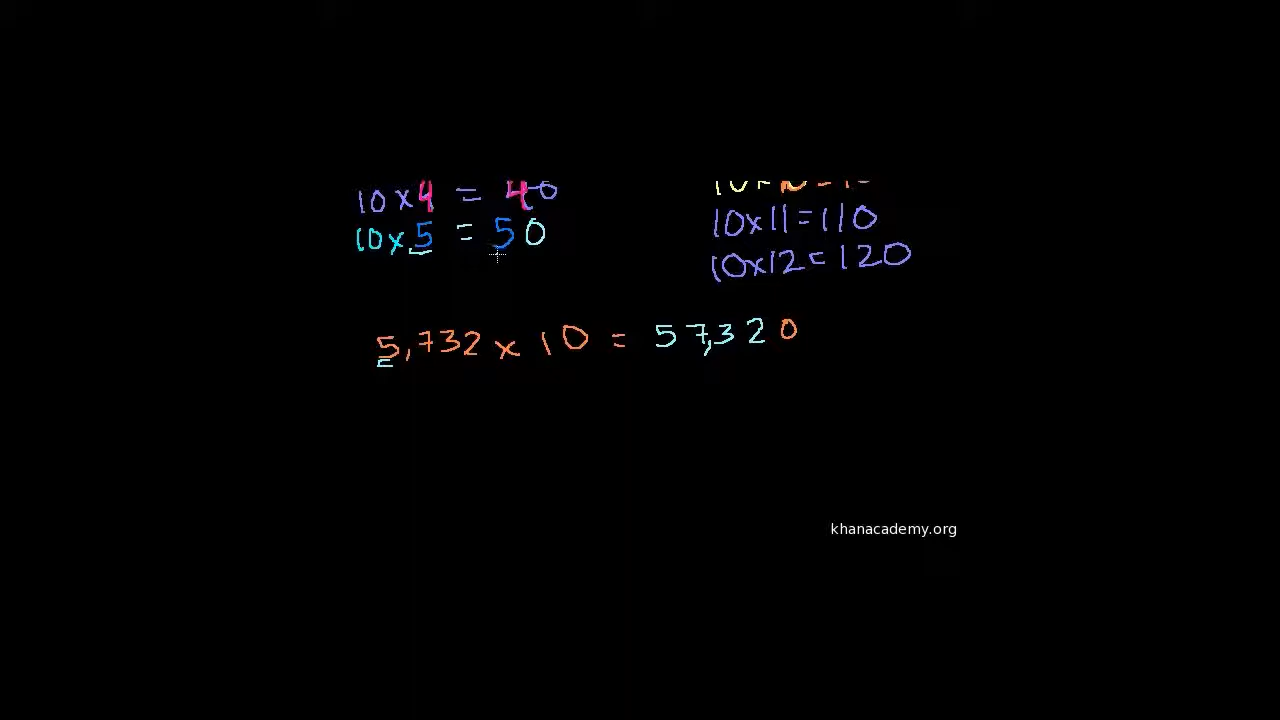 10x4 = 40
10x5 = 50
10x11=110
10x12=120
5,732 x 10 = 57,320
khanacademy.org